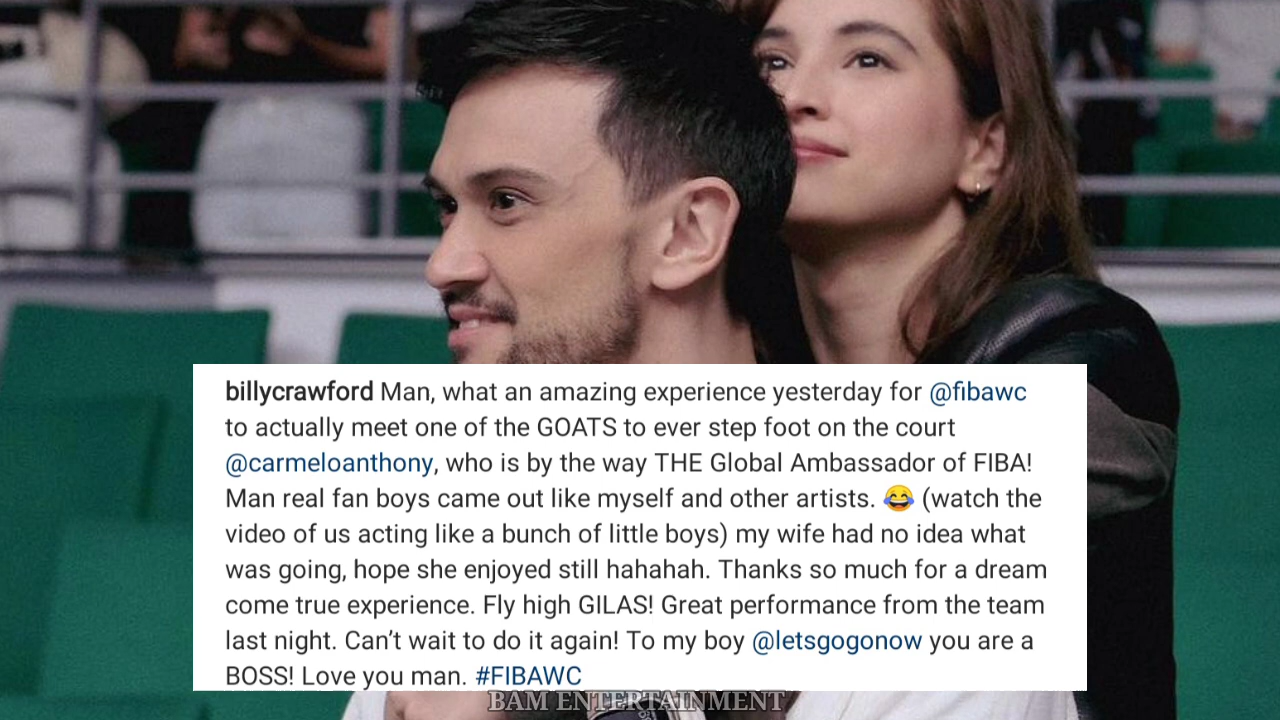 billycrawford Man, what an amazing experience yesterday for @fibawc
to actually meet one of the GOATS to ever step foot on the court
@carmeloanthony, who is by the way THE Global Ambassador of FIBA!
Man real fan boys came out like myself and other artists. 😂 (watch the
video of us acting like a bunch of little boys) my wife had no idea what
was going, hope she enjoyed still hahahah. Thanks so much for a dream
come true experience. Fly high GILAS! Great performance from the team
last night. Can’t wait to do it again! To my boy @letsgogonow you are a
BOSS! Love you man. #FIBAWC
BAM ENTERTAINMENT